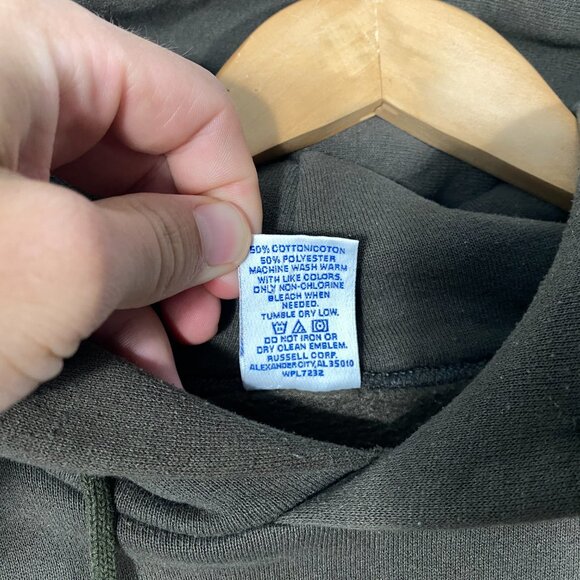 50% COTTON/COTON
50% POLYESTER
MACHINE WASH WARM
WITH LIKE COLORS.
ONLY NON-CHLORINE
BLEACH WHEN
NEEDED.
TUMBLE DRY LOW.
DO NOT IRON OR
DRY CLEAN EMBLEM.
RUSSELL CORP.
ALEXANDER CITY, AL 35010
WPL7232